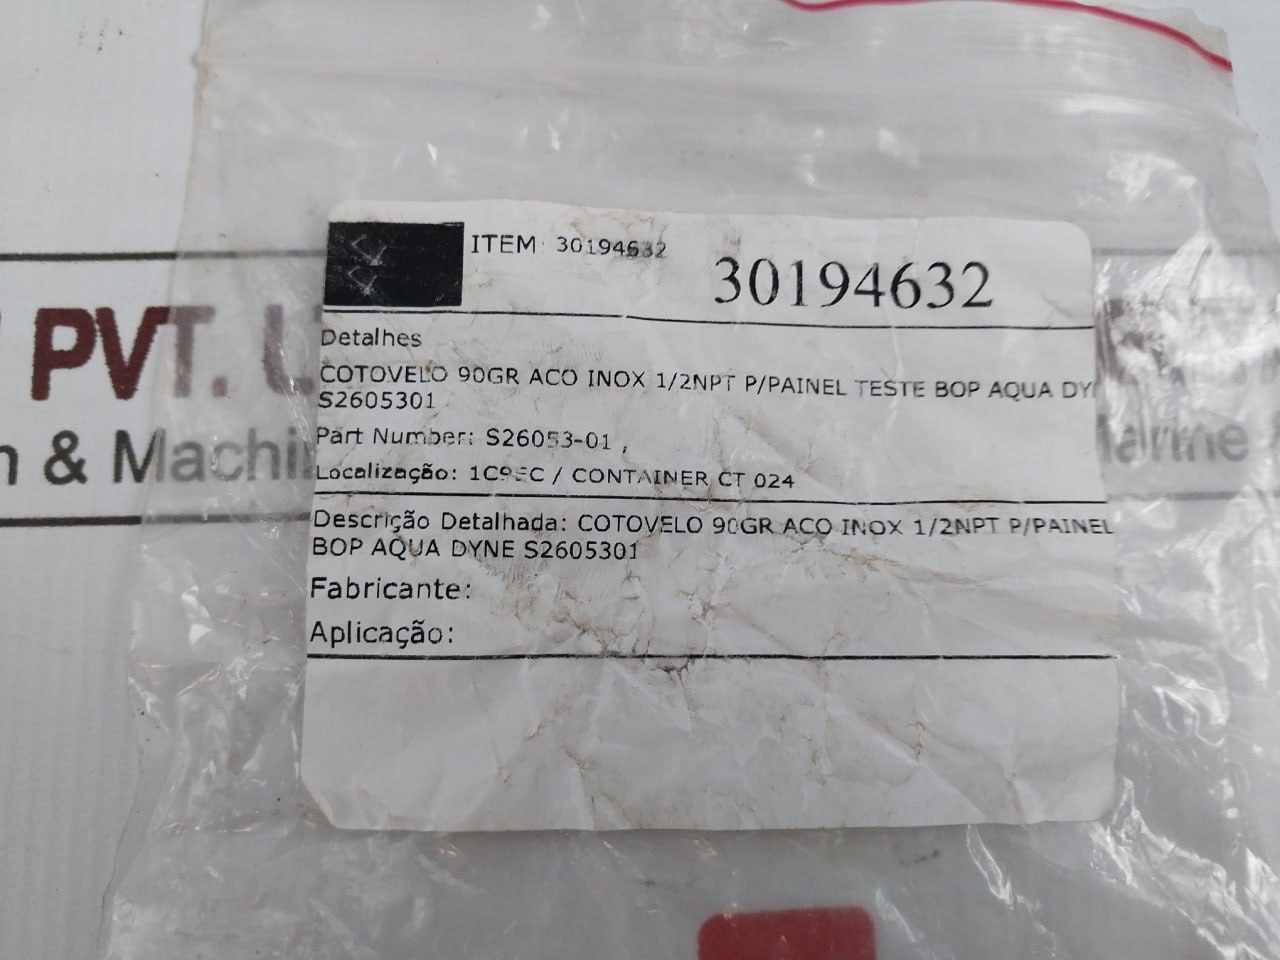 ITEM 30194632
30194632
Detalhes
COTOVELO 90GR ACO INOX 1/2NPT P/PAINEL TESTE BOP AQUA DY
S2605301
Part Number: S26053-01 ,
Localização: / CONTAINER CT 024
Descrição Detalhada: COTOVELO 90GR ACO INOX 1/2NPT P/PAINEL
BOP AQUA DYNE S2605301
Fabricante:
Aplicação:
PVT.
& Machin
Marine